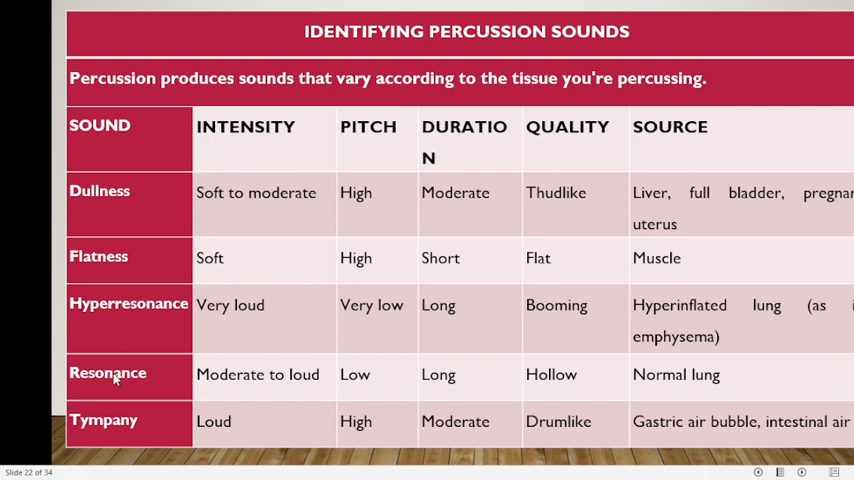 IDENTIFYING PERCUSSION SOUNDS
Percussion produces sounds that vary according to the tissue you're percussing.
SOUND INTENSITY PITCH DURATIO QUALITY SOURCE
N
Dullness Soft to moderate High Moderate Thudlike Liver, full bladder,
uterus
Flatness Soft High Short Flat Muscle
Hyperresonance Very loud Very low Long Booming Hyperinflated lung (as
emphysema)
Resonance Moderate to loud Low Long Hollow Normal lung
Tympany Loud High Moderate Drumlike Gastric air bubble, intestinal air
Slide 22 of 34